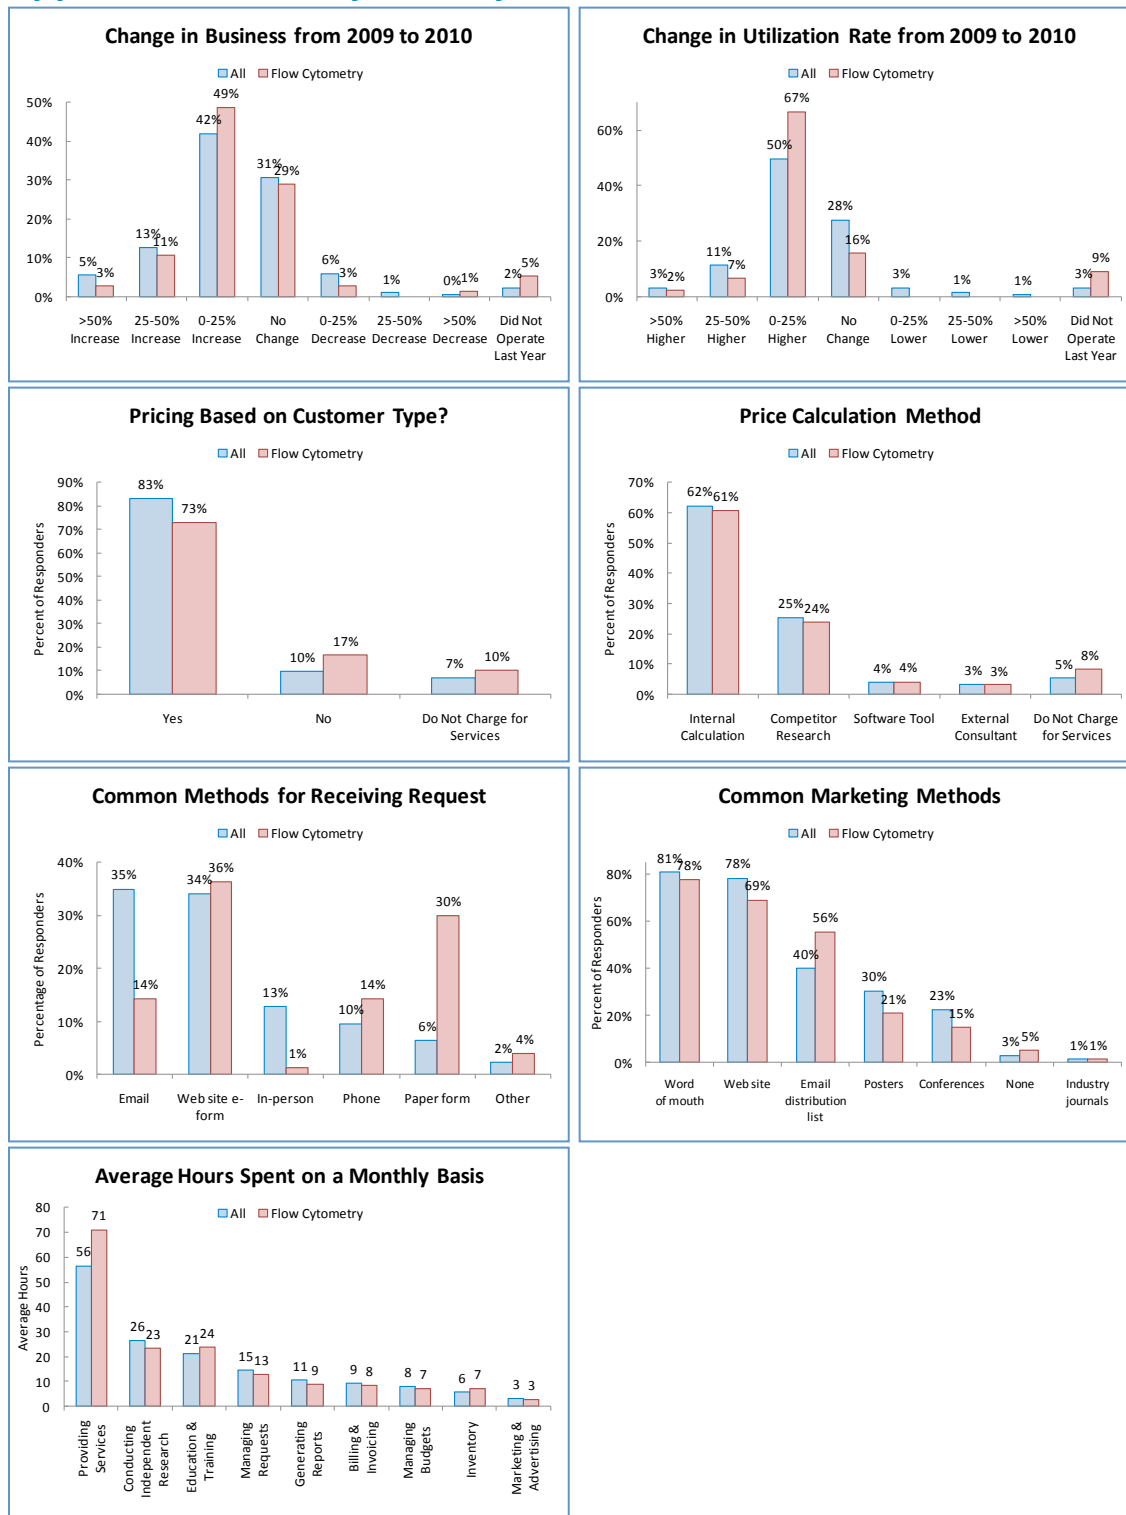 Change in Business from 2009 to 2010
All Flow Cytometry
50%
40%
30%
20%
10%
0%
5% 3% 13% 11% 42% 49% 31% 29% 6% 3% 1% 0% 1% 2% 5%
>50% 25-50% 0-25% No 0-25% 25-50% >50% Did Not
Increase Increase Increase Change Decrease Decrease Decrease Operate
Last Year
Change in Utilization Rate from 2009 to 2010
All Flow Cytometry
60%
40%
20%
0%
3% 2% 11% 7% 50% 67% 28% 16% 3% 1% 1% 3% 9%
>50% 25-50% 0-25% No 0-25% 25-50% >50% Did Not
Higher Higher Higher Change Lower Lower Lower Operate
Last Year
Pricing Based on Customer Type?
All Flow Cytometry
Percent of Responders
90%
80%
70%
60%
50%
40%
30%
20%
10%
0%
83% 73% 10% 17% 7% 10%
Yes No Do Not Charge for
Services
Price Calculation Method
All Flow Cytometry
Percent of Responders
70%
60%
50%
40%
30%
20%
10%
0%
62% 61% 25% 24% 4% 4% 3% 3% 5% 8%
Internal Competitor Software Tool External Do Not Charge
Calculation Research Consultant for Services
Common Methods for Receiving Request
All Flow Cytometry
Percentage of Responders
40%
30%
20%
10%
0%
35% 14% 34% 36% 13% 1% 10% 14% 6% 30% 2% 4%
Email Web site e- In-person Phone Paper form Other
form
Common Marketing Methods
All Flow Cytometry
Percent of Responders
80%
60%
40%
20%
0%
81% 78% 78% 69% 40% 56% 30% 21% 23% 15% 3% 5% 1% 1%
Word Web site Email Posters Conferences None Industry
of mouth distribution journals
list
Average Hours Spent on a Monthly Basis
All Flow Cytometry
Average Hours
80
70
60
50
40
30
20
10
0
56 71 26 23 21 24 15 13 11 9 9 8 8 7 6 7 3 3
Providing
Services
Conducting
Independent
Research
Education &
Training
Managing
Requests
Generating
Reports
Billing &
Invoicing
Managing
Budgets
Inventory
Marketing &
Advertising